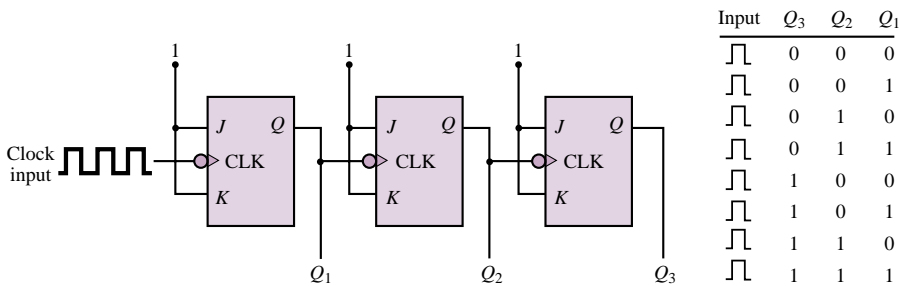 1 1 1
J Q J Q J Q
Clock
input
CLK CLK CLK
K K K
Q1 Q2 Q3
Input Q3 Q2 Q1
0 0 0
0 0 1
0 1 0
0 1 1
1 0 0
1 0 1
1 1 0
1 1 1